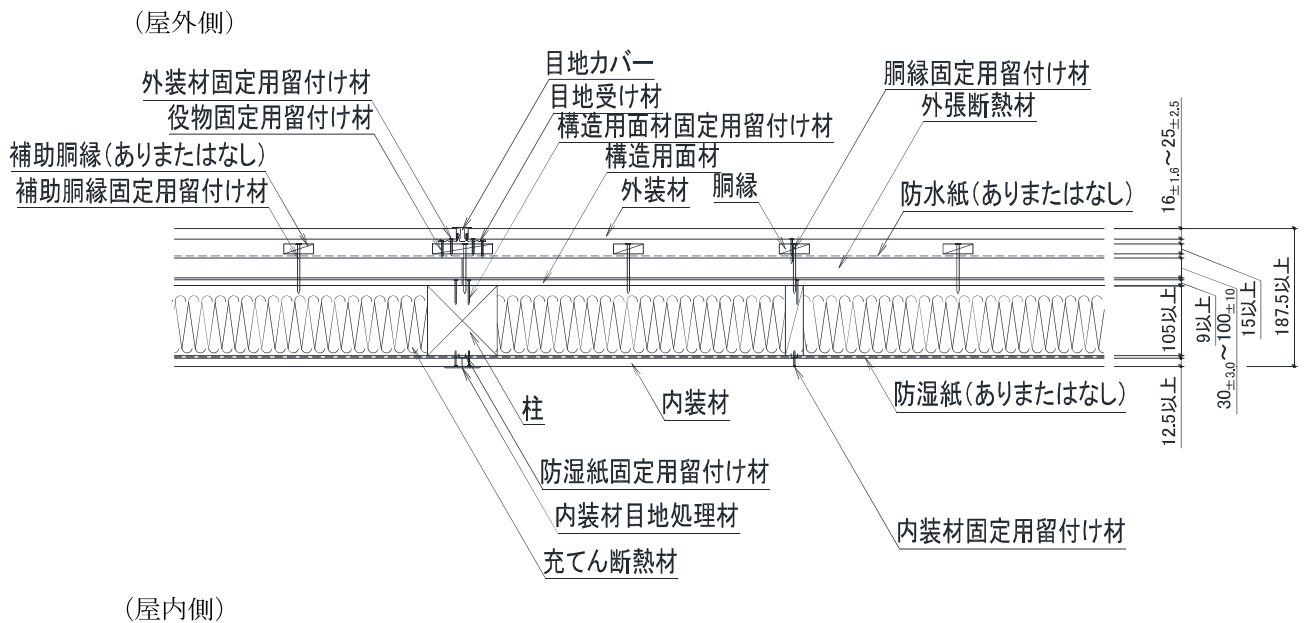 （屋外側）
外装材固定用留付け材
役物固定用留付け材
補助胴縁（ありまたはなし）
補助胴縁固定用留付け材
目地カバー
目地受け材
構造用面材固定用留付け材
構造用面材
外装材
胴縁
胴縁固定用留付け材
外張断熱材
防水紙（ありまたはなし）
16±1.6～25±2.5
187.5以上
15以上
30±3.0～100±10
9以上
105以上
12.5以上
防湿紙（ありまたはなし）
内装材
柱
防湿紙固定用留付け材
内装材目地処理材
内装材固定用留付け材
充てん断熱材
（屋内側）